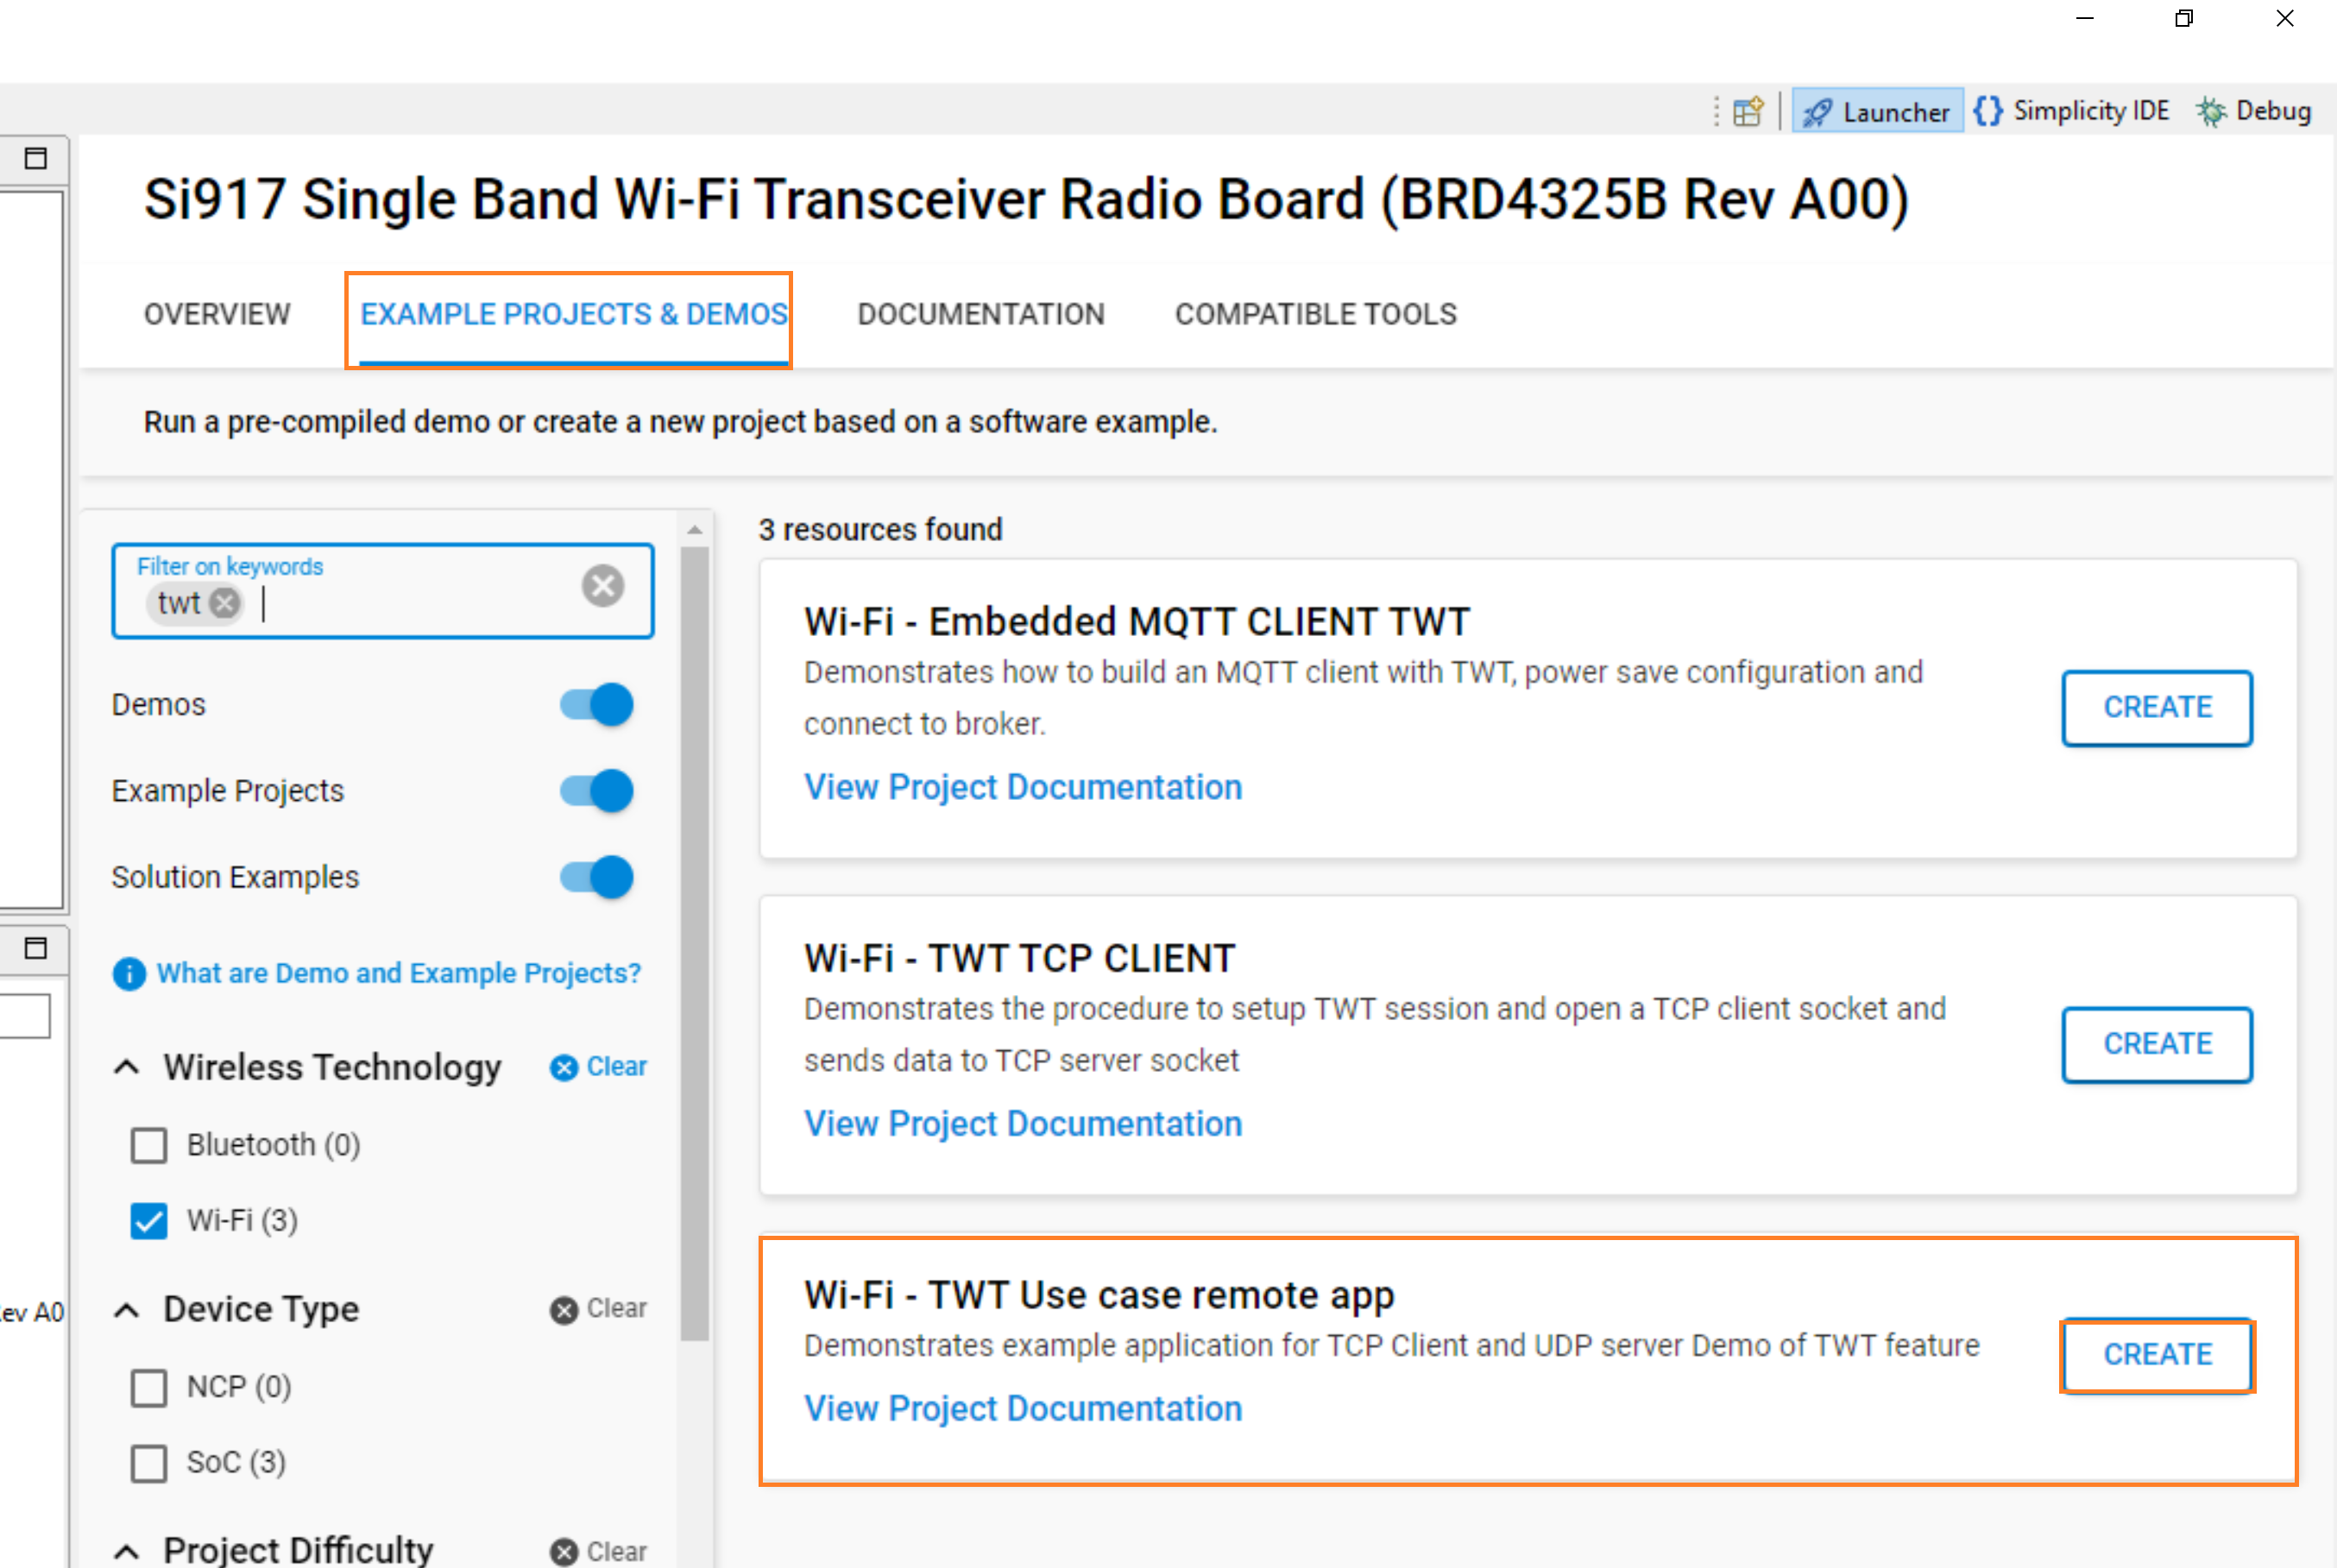 Launcher
Simplicity IDE
Debug
Si917 Single Band Wi-Fi Transceiver Radio Board (BRD4325B Rev A00)
OVERVIEW
EXAMPLE PROJECTS & DEMOS
DOCUMENTATION
COMPATIBLE TOOLS
Run a pre-compiled demo or create a new project based on a software example.
Filter on keywords
twt
Demos
Example Projects
Solution Examples
What are Demo and Example Projects?
Wireless Technology
Clear
Bluetooth (0)
Wi-Fi (3)
Device Type
Clear
NCP (0)
SoC (3)
Project Difficulty
Clear
3 resources found
Wi-Fi - Embedded MQTT CLIENT TWT
Demonstrates how to build an MQTT client with TWT, power save configuration and
connect to broker.
View Project Documentation
CREATE
Wi-Fi - TWT TCP CLIENT
Demonstrates the procedure to setup TWT session and open a TCP client socket and
sends data to TCP server socket
View Project Documentation
CREATE
Wi-Fi - TWT Use case remote app
Demonstrates example application for TCP Client and UDP server Demo of TWT feature
View Project Documentation
CREATE